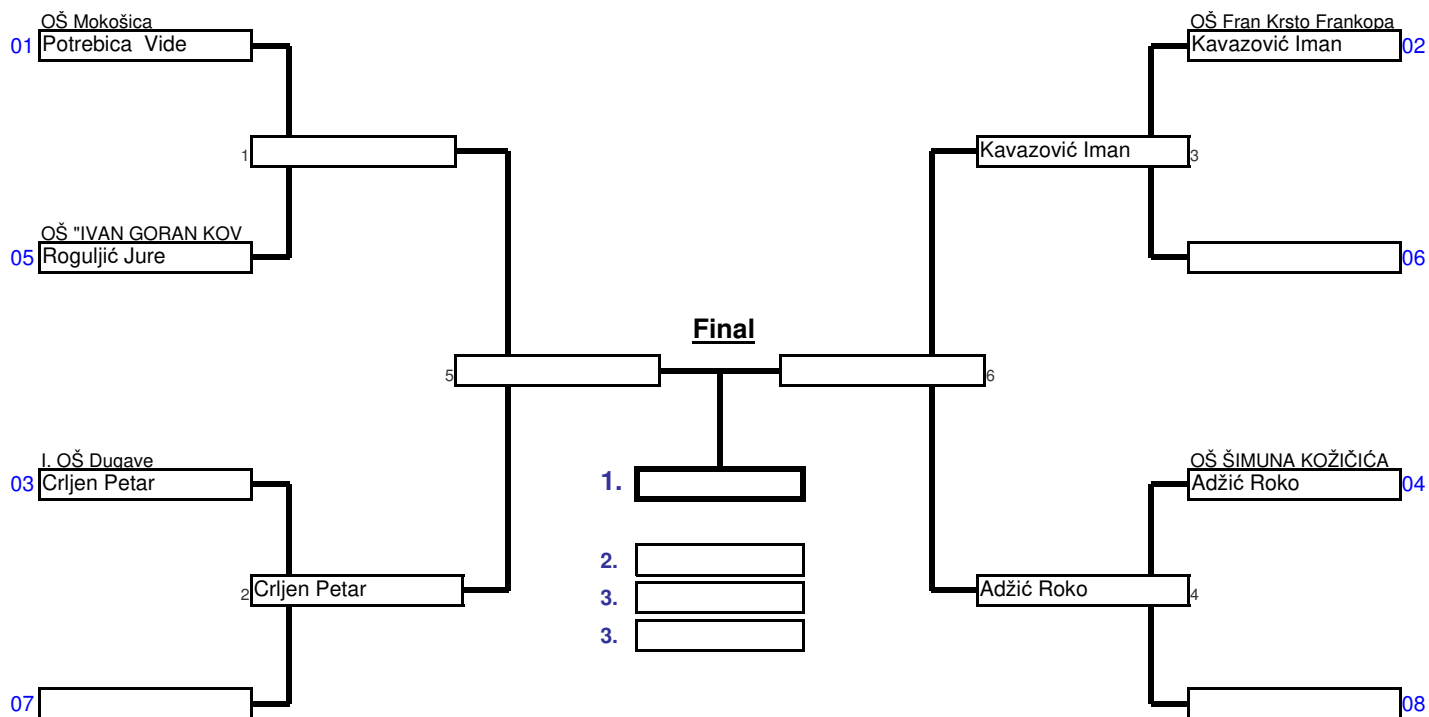 OŠ Mokošica
01 Potrebica Vide
OŠ Fran Krsto Frankopa
Kavazović Iman 02
1
Kavazović Iman 3
OŠ "IVAN GORAN KOV
05 Roguljić Jure
06
Final
5
6
I. OŠ Dugave
03 Crljen Petar
OŠ ŠIMUNA KOŽIČIĆA
Adžić Roko 04
1.
2.
2 Crljen Petar
3.
Adžić Roko 4
3.
07
08